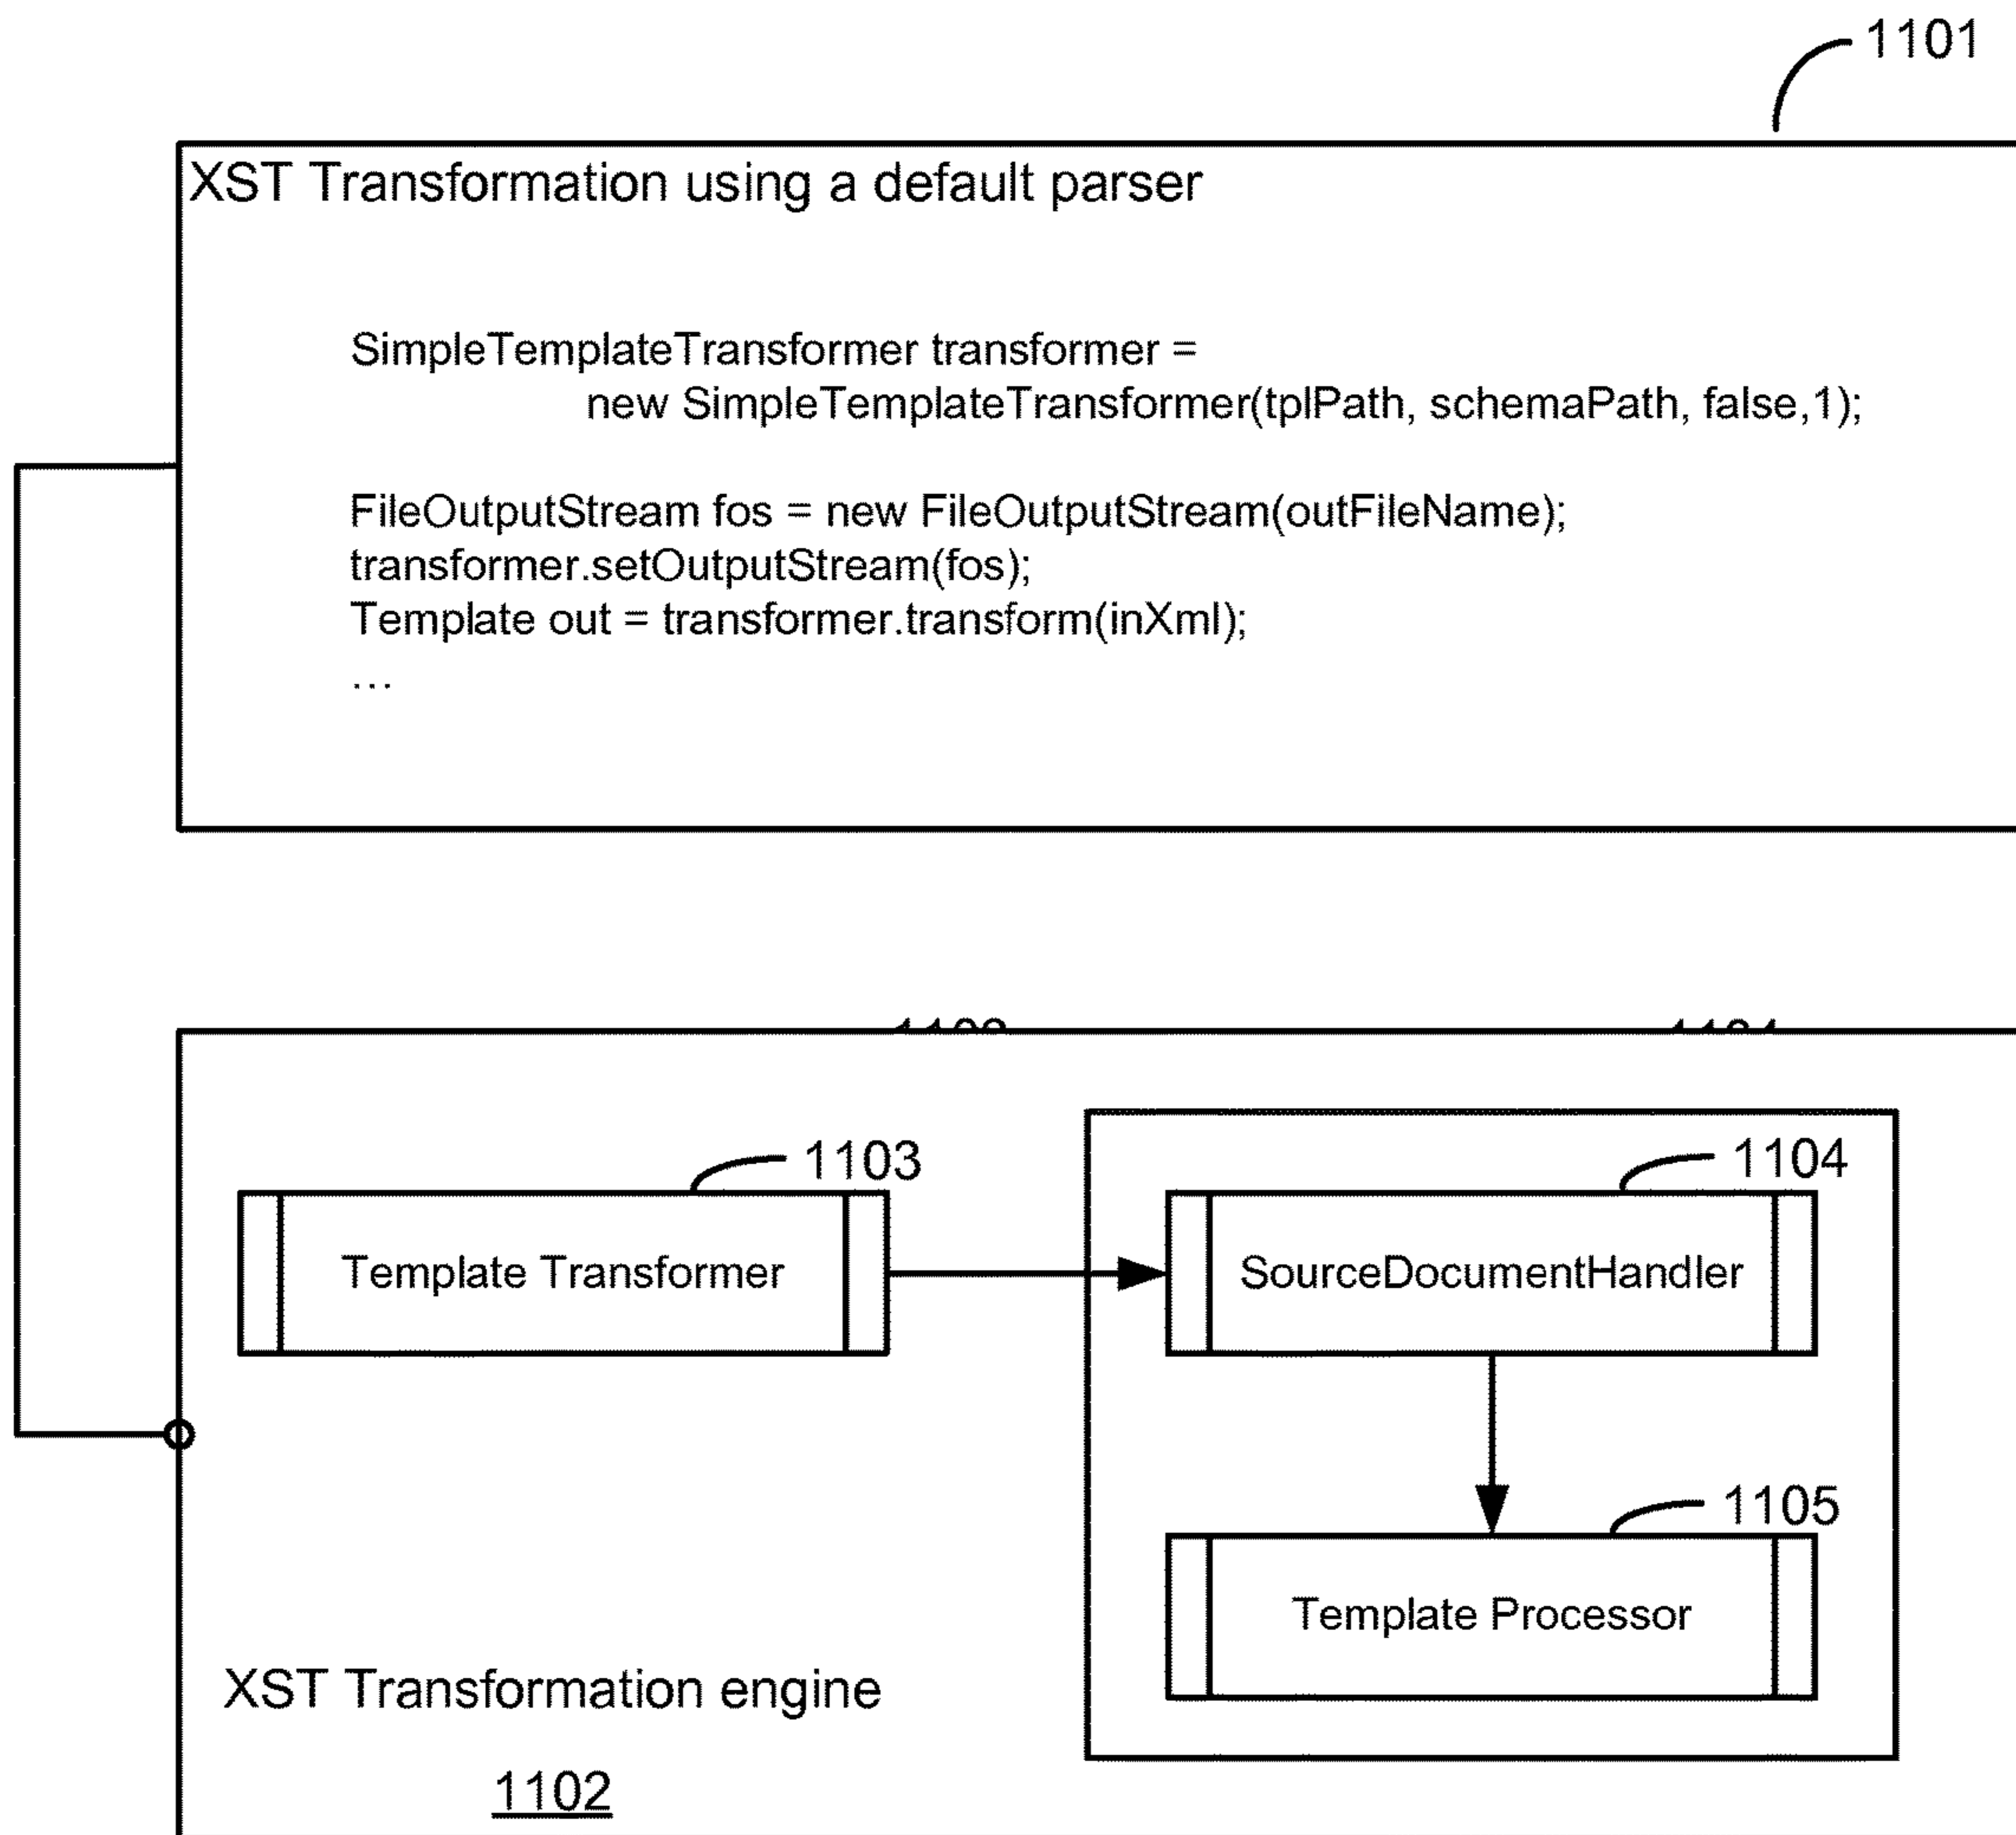 1101
XST Transformation using a default parser
SimpleTemplateTransformer transformer =
new SimpleTemplateTransformer(tplPath, schemaPath, false,1);
FileOutputStream fos = new FileOutputStream(outFileName);
transformer.setOutputStream(fos);
Template out = transformer.transform(inXml);
…
1103
1104
Template Transformer
SourceDocumentHandler
1105
Template Processor
XST Transformation engine
1102